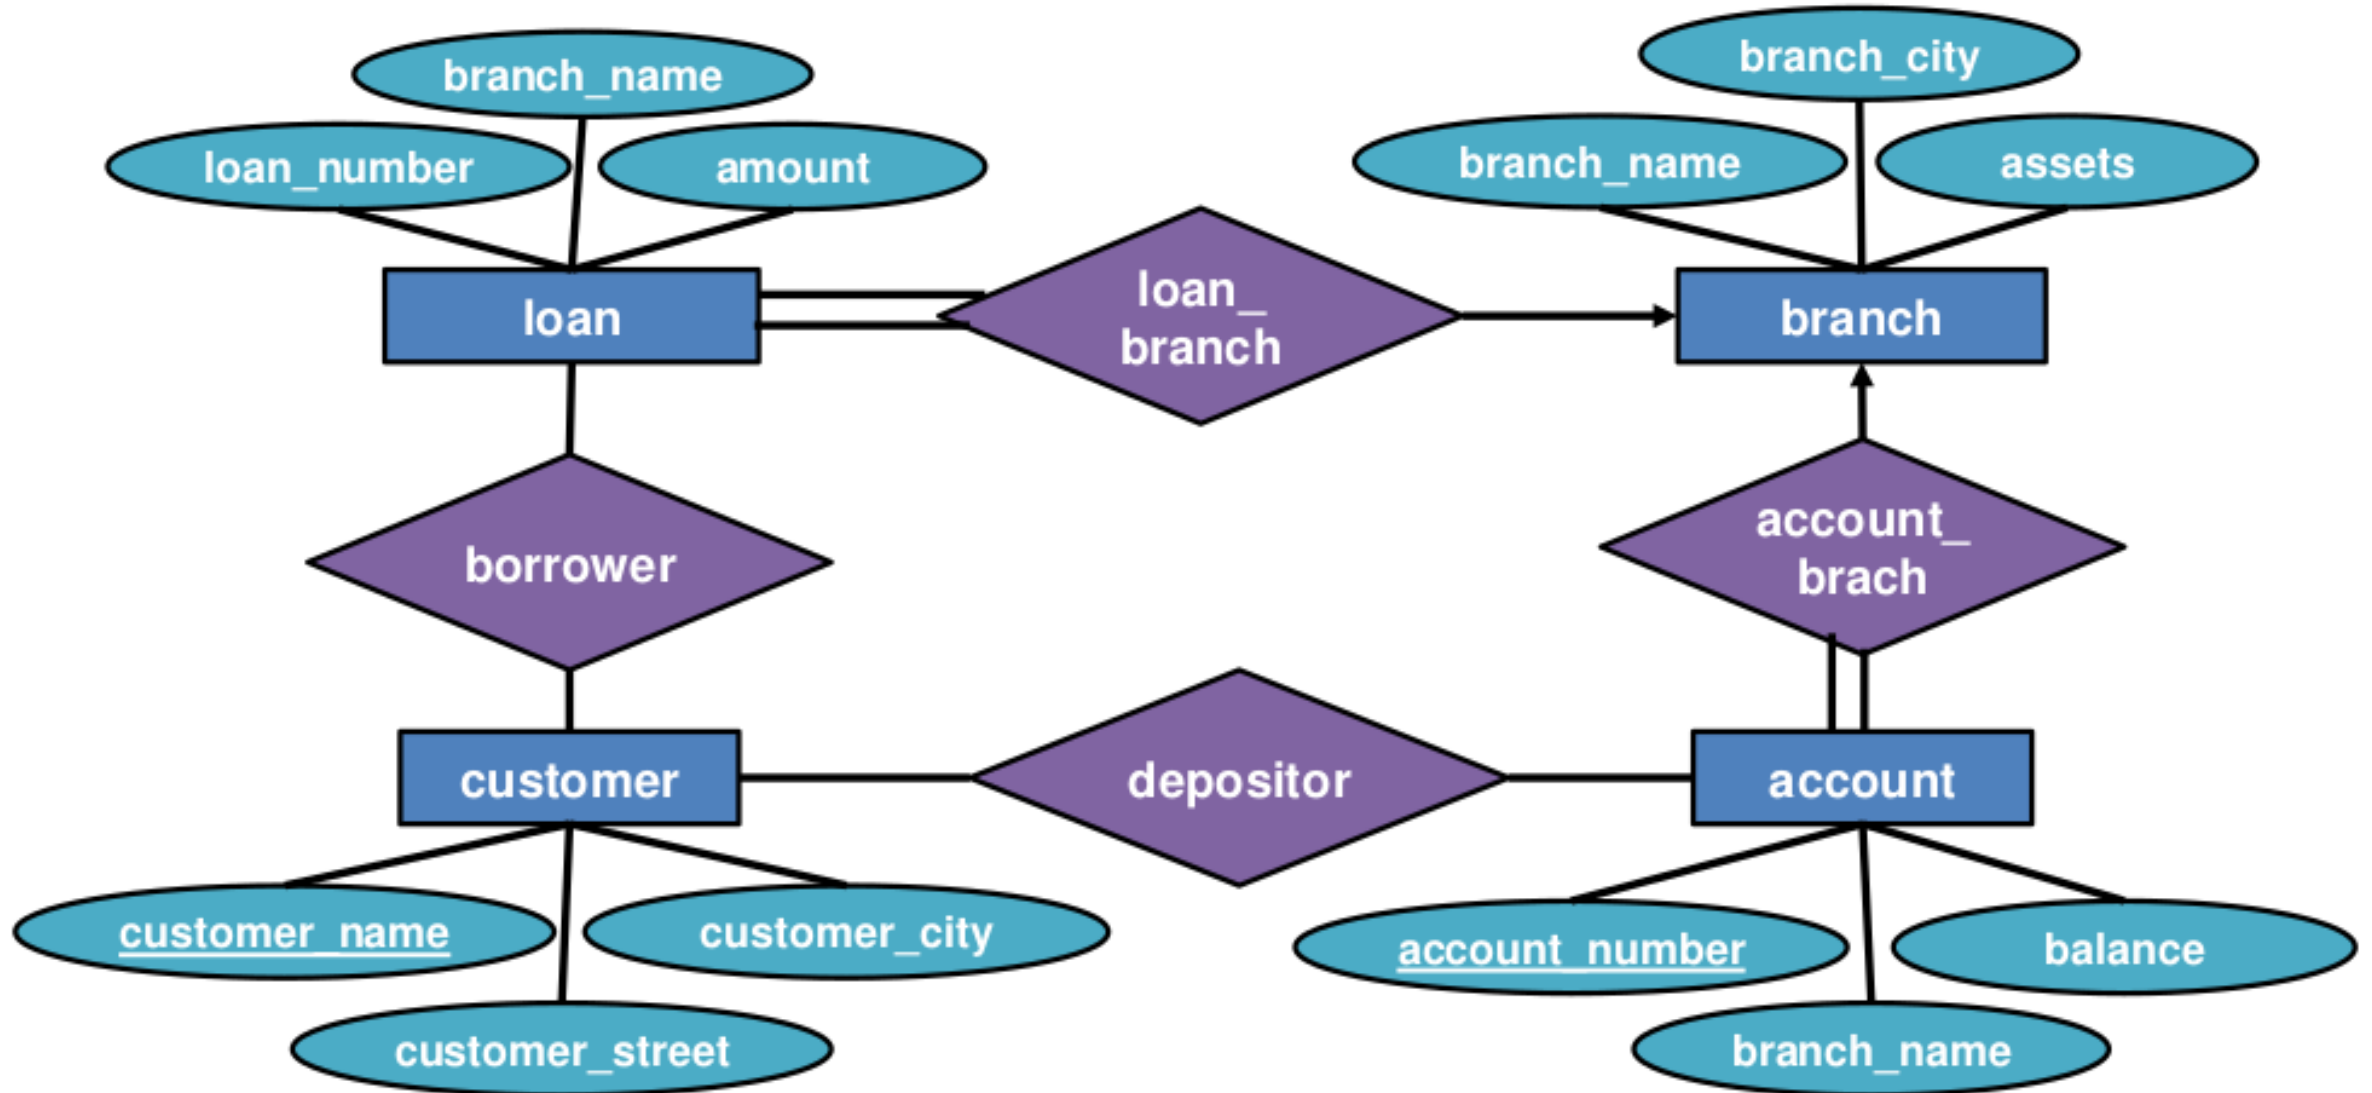 branch_name
loan_number
amount
branch_city
branch_name
assets
loan
loan_
branch
branch
borrower
account_
brach
customer
depositor
account
customer_name
customer_city
customer_street
account_number
balance
branch_name